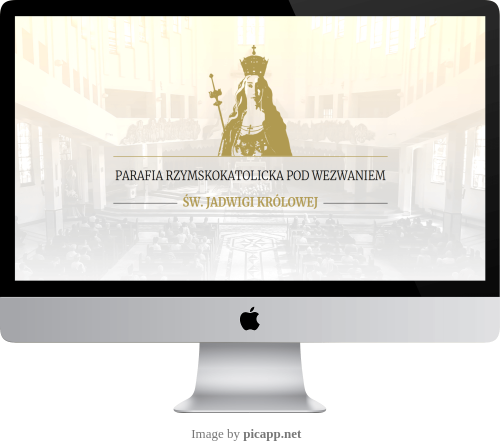 PARAFIA RZYMSKOKATOLICKA POD WEZWANIEM
ŚW. JADWIGI KRÓLOWEJ
Image by picapp.net